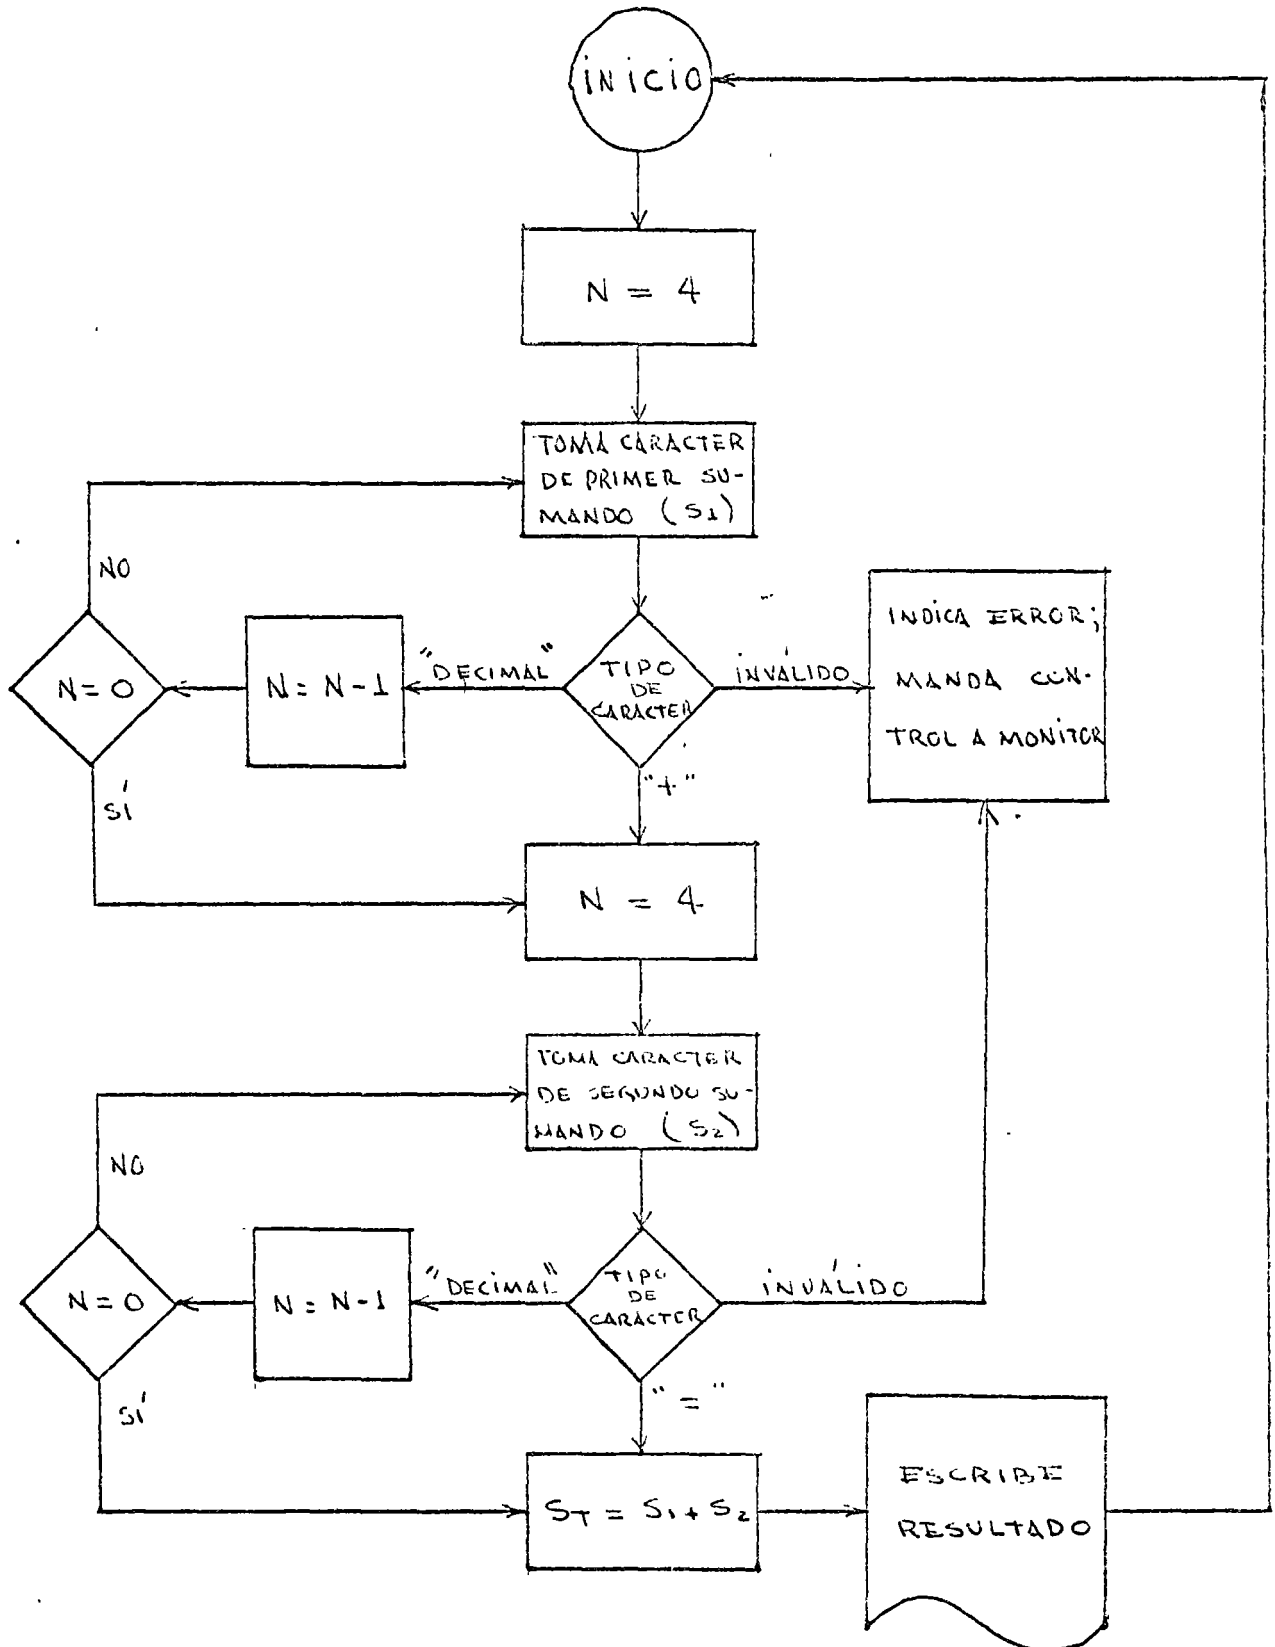 INICIO
N = 4
TOMA CARACTER
DE PRIMER SU-
MANDO (S1)
NO
N = 0
N = N-1
"DECIMAL"
TIPO
DE
CARÁCTER
INVÁLIDO
INDICA ERROR;
MANDA CON-
TROL A MONITOR
SÍ
"+"
N = 4
TOMA CARACTER
DE SEGUNDO SU-
MANDO (S2)
NO
N = 0
N = N-1
"DECIMAL"
TIPO
DE
CARÁCTER
INVÁLIDO
SÍ
"="
ST = S1 + S2
ESCRIBE
RESULTADO